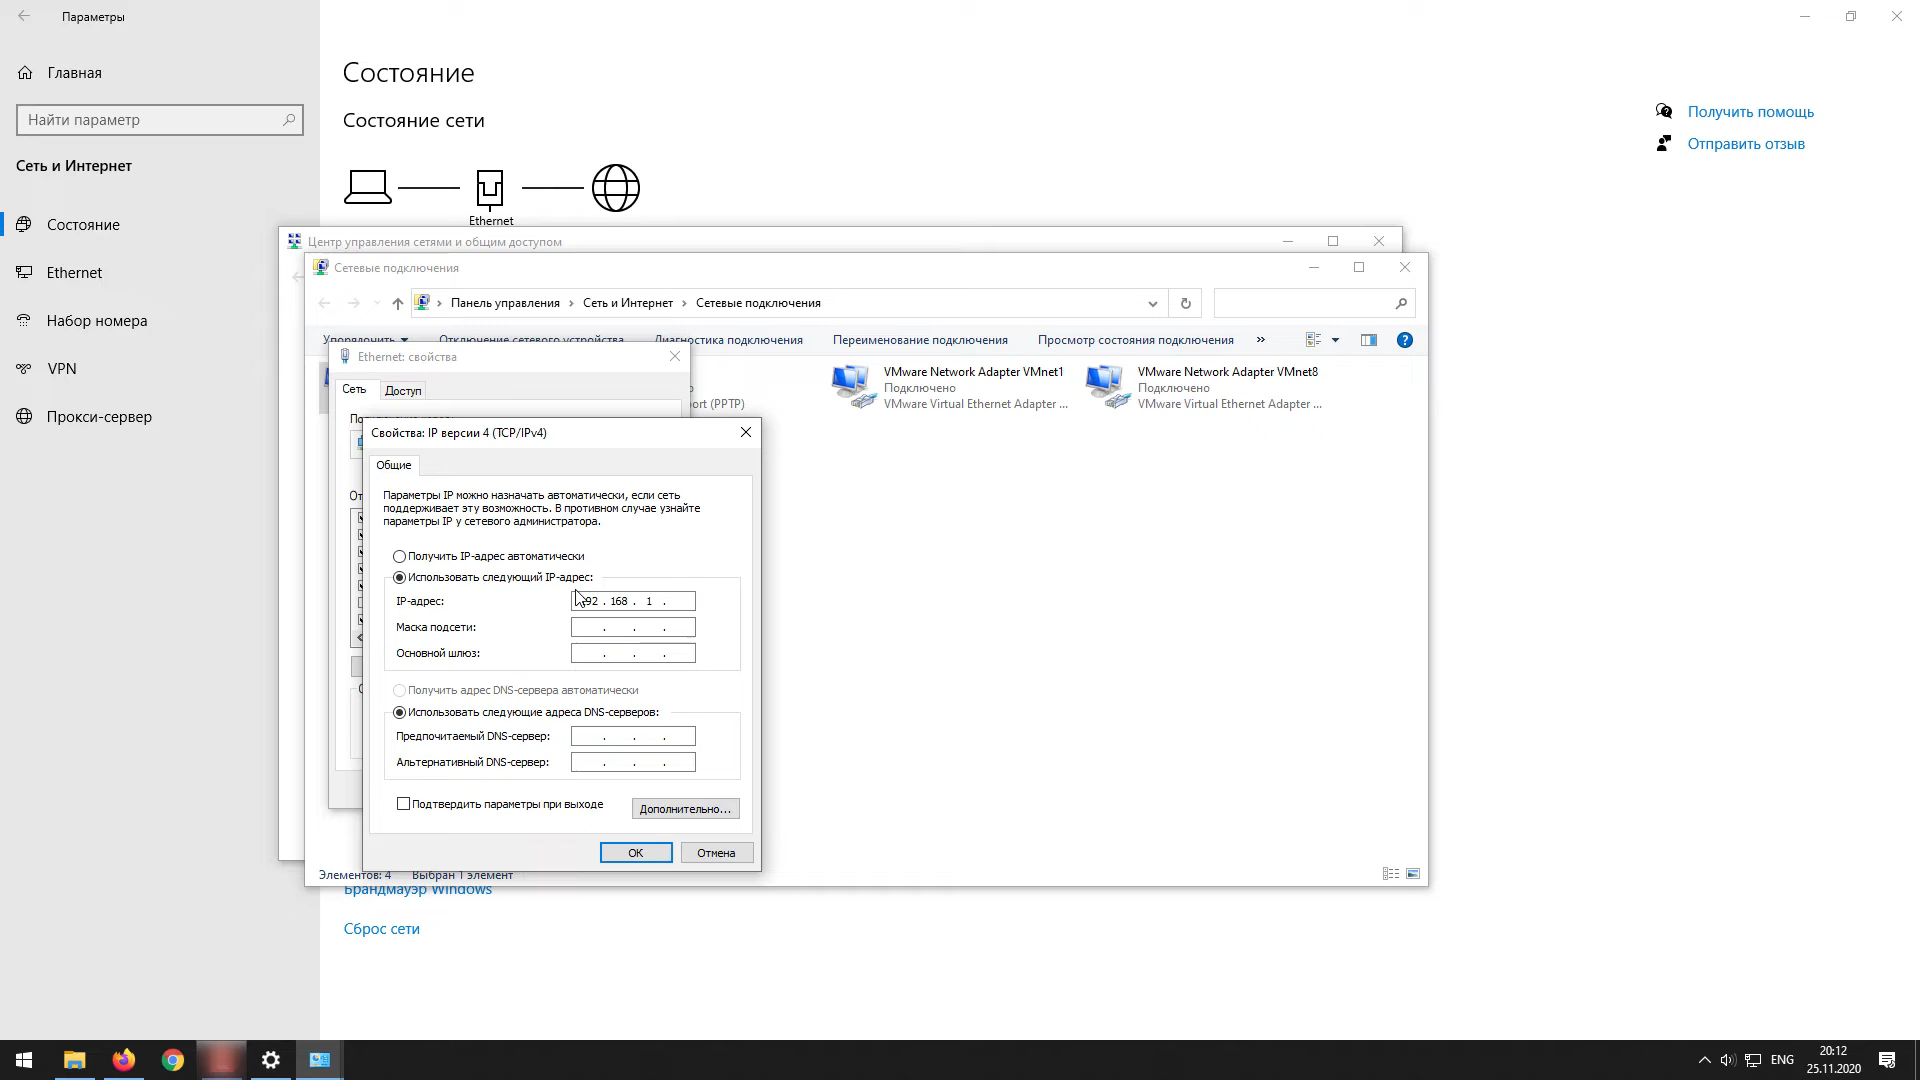 Параметры
Главная
Найти параметр
Сеть и Интернет
Состояние
Ethernet
Набор номера
VPN
Прокси-сервер
Состояние
Состояние сети
Ethernet
Получить помощь
Отправить отзыв
Центр управления сетями и общим доступом
Сетевые подключения
Панель управления › Сеть и Интернет › Сетевые подключения
Упорядочить Отключение сетевого устройства Диагностика подключения Переименование подключения Просмотр состояния подключения »
VMware Network Adapter VMnet1
Подключено
VMware Virtual Ethernet Adapter ...
VMware Network Adapter VMnet8
Подключено
VMware Virtual Ethernet Adapter ...
(PPTP)
Ethernet: свойства
Сеть Доступ
Свойства: IP версии 4 (TCP/IPv4)
Общие
Параметры IP можно назначать автоматически, если сеть
поддерживает эту возможность. В противном случае узнайте
параметры IP у сетевого администратора.
Получить IP-адрес автоматически
Использовать следующий IP-адрес:
IP-адрес: 92 . 168 . 1 .
Маска подсети: . . .
Основной шлюз: . . .
Получить адрес DNS-сервера автоматически
Использовать следующие адреса DNS-серверов:
Предпочитаемый DNS-сервер: . . .
Альтернативный DNS-сервер: . . .
Подтвердить параметры при выходе
Дополнительно...
OK Отмена
Элементов: 4 Выбран 1 элемент
Брандмауэр Windows
Сброс сети
ENG
20:12
25.11.2020